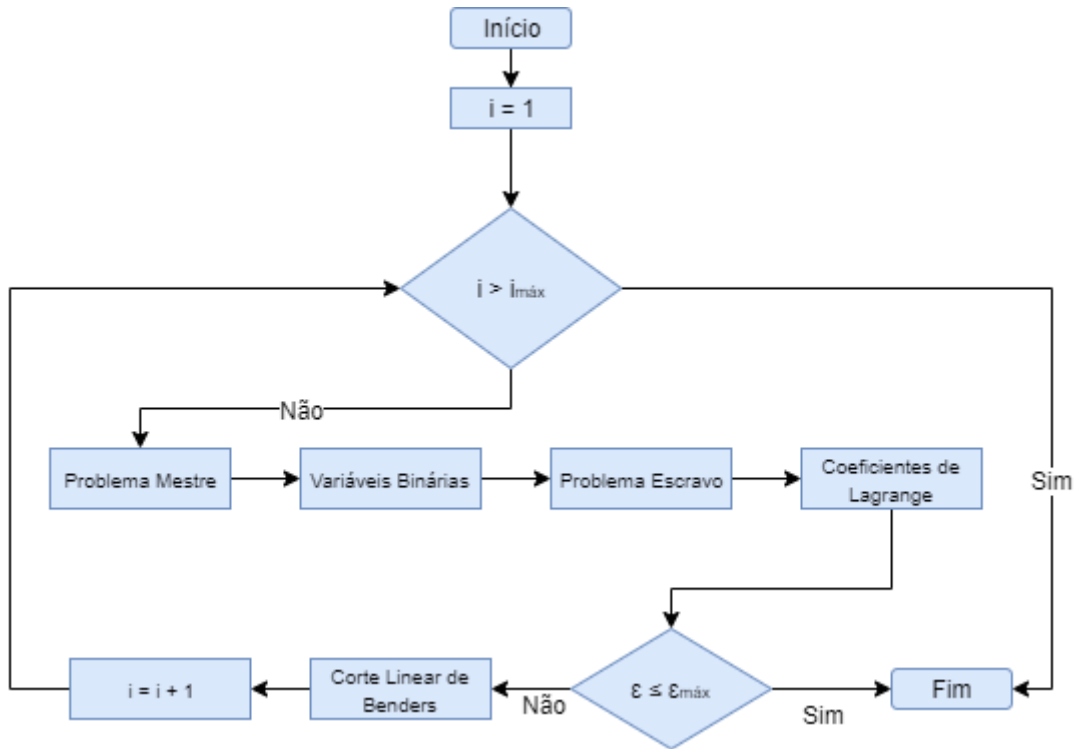 Início
i = 1
i > imáx
Não
Sim
Problema Mestre
Variáveis Binárias
Problema Escravo
Coeficientes de
Lagrange
i = i + 1
Corte Linear de
Benders
Não
ε ≤ εmáx
Sim
Fim